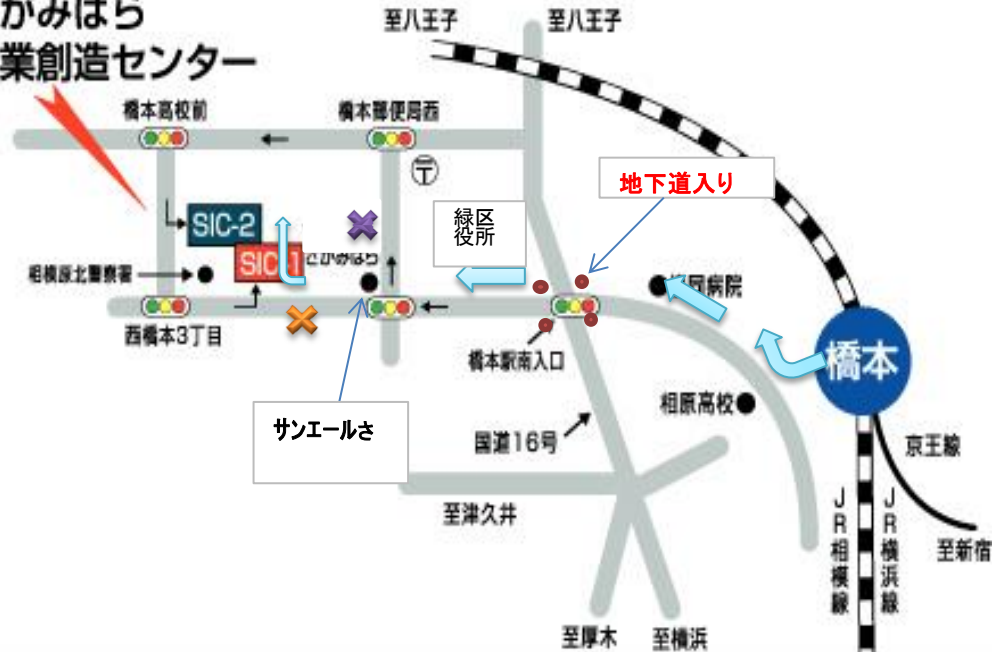 かみはら
業創造センター
至八王子
至八王子
橋本高校前
橋本郵便局西
地下道入り
緑区
役所
SIC-2
SIC-1
さがみはら
相模原北警察署
病院
西橋本3丁目
橋本駅南入口
橋本
サンエールさ
相原高校
国道16号
京王線
至津久井
JR相模線
JR横浜線
至新宿
至厚木
至横浜